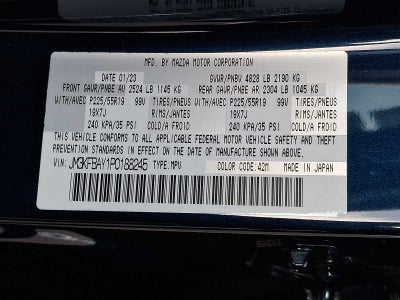 MFD. BY MAZDA MOTOR CORPORATION
DATE 01/23 GVWR/PNBV 4828 LB 2190 KG
FRONT GAWR/PNBE AV 2524 LB 1145 KG REAR GAWR/PNBE AR 2304 LB 1045 KG
WITH/AVEC P225/55R19 99V TIRES/PNEUS WITH/AVEC P225/55R19 99V TIRES/PNEUS
19X7J RIMS/JANTES 19X7J RIMS/JANTES
240 KPA/35 PSI COLD/A FROID 240 KPA/35 PSI COLD/A FROID
THIS VEHICLE CONFORMS TO ALL APPLICABLE FEDERAL MOTOR VEHICLE SAFETY AND THEFT
PREVENTION STANDARDS IN EFFECT ON THE DATE OF MANUFACTURE SHOWN ABOVE.
VIN: JM3KFBAY1P0188245 TYPE:MPV COLOR CODE:42M MADE IN JAPAN